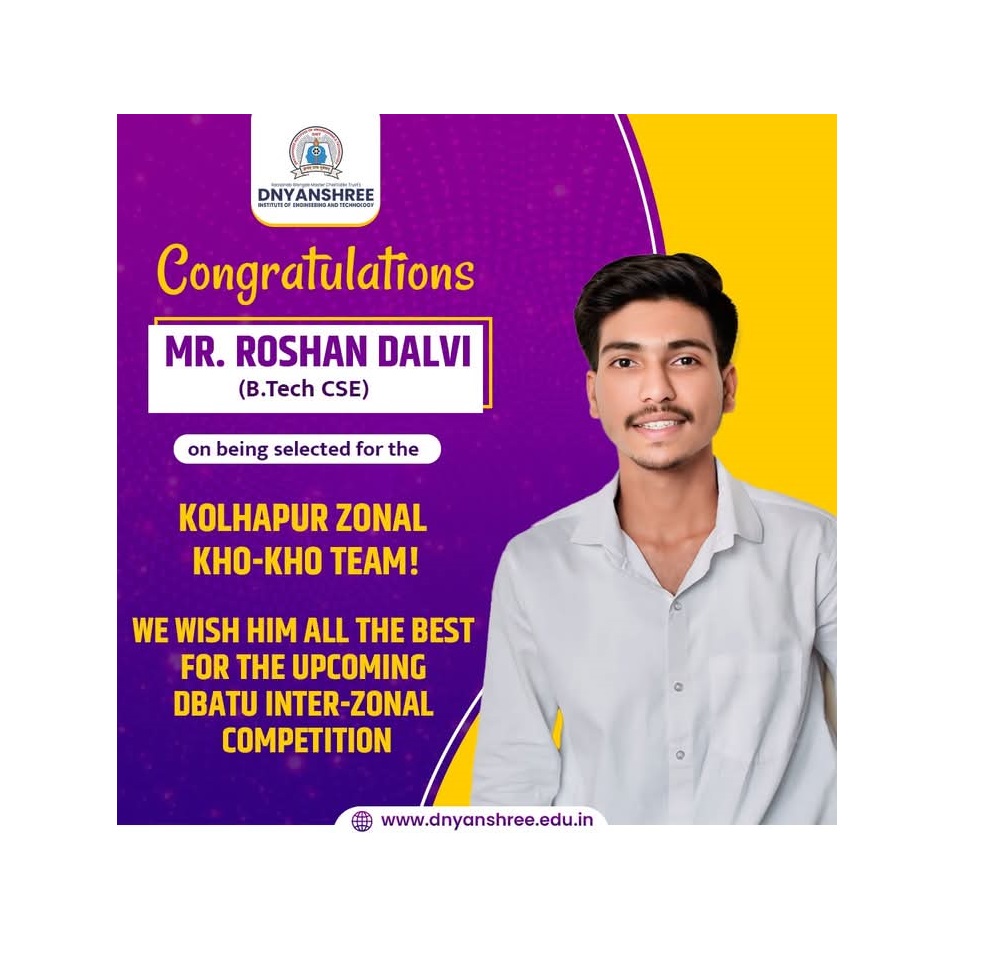 DNYANSHREE
INSTITUTE OF ENGINEERING AND TECHNOLOGY
Congratulations
MR. ROSHAN DALVI
(B.Tech CSE)
on being selected for the
KOLHAPUR ZONAL
KHO-KHO TEAM!
WE WISH HIM ALL THE BEST
FOR THE UPCOMING
DBATU INTER-ZONAL
COMPETITION
www.dnyanshree.edu.in